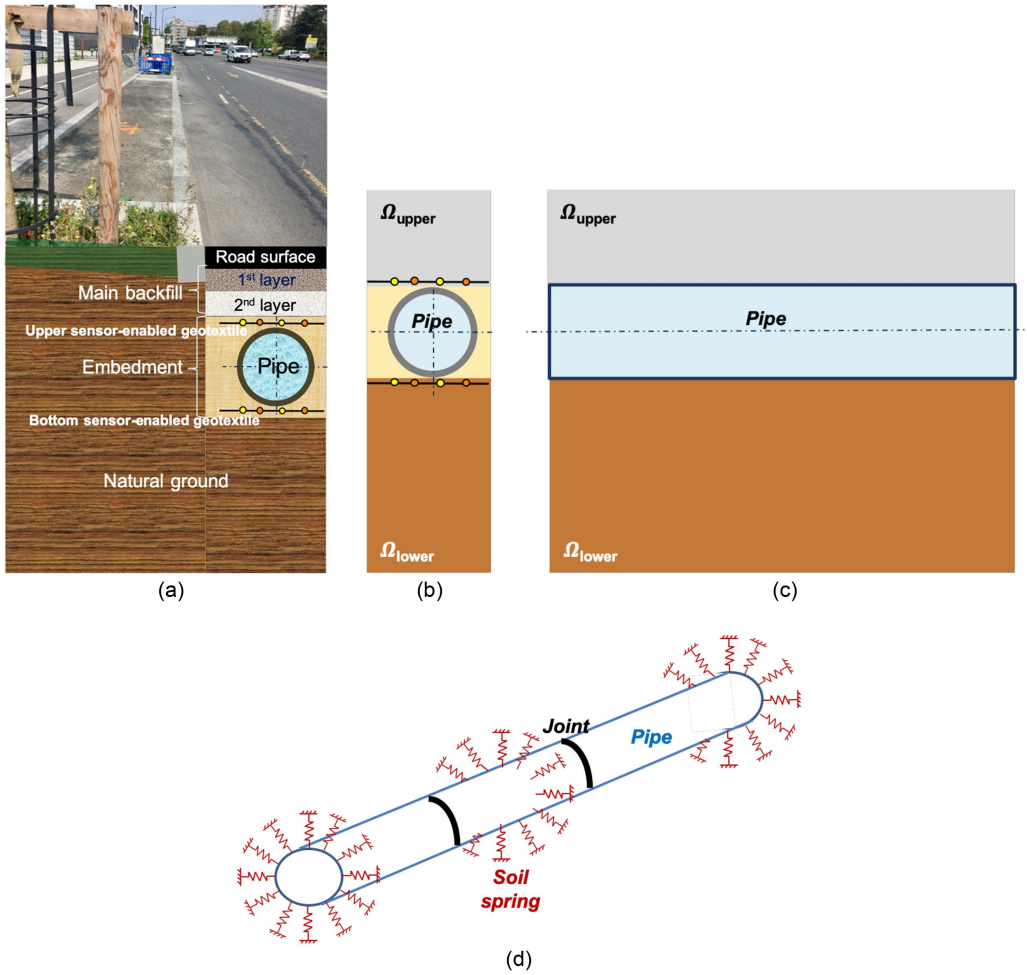 Road surface
1st layer
Main backfill
2nd layer
Upper sensor-enabled geotextile
Embedment
Pipe
Bottom sensor-enabled geotextile
Natural ground
(a)
Ωupper
Pipe
Ωlower
(b)
Ωupper
Pipe
Ωlower
(c)
Joint
Pipe
Soil
spring
(d)